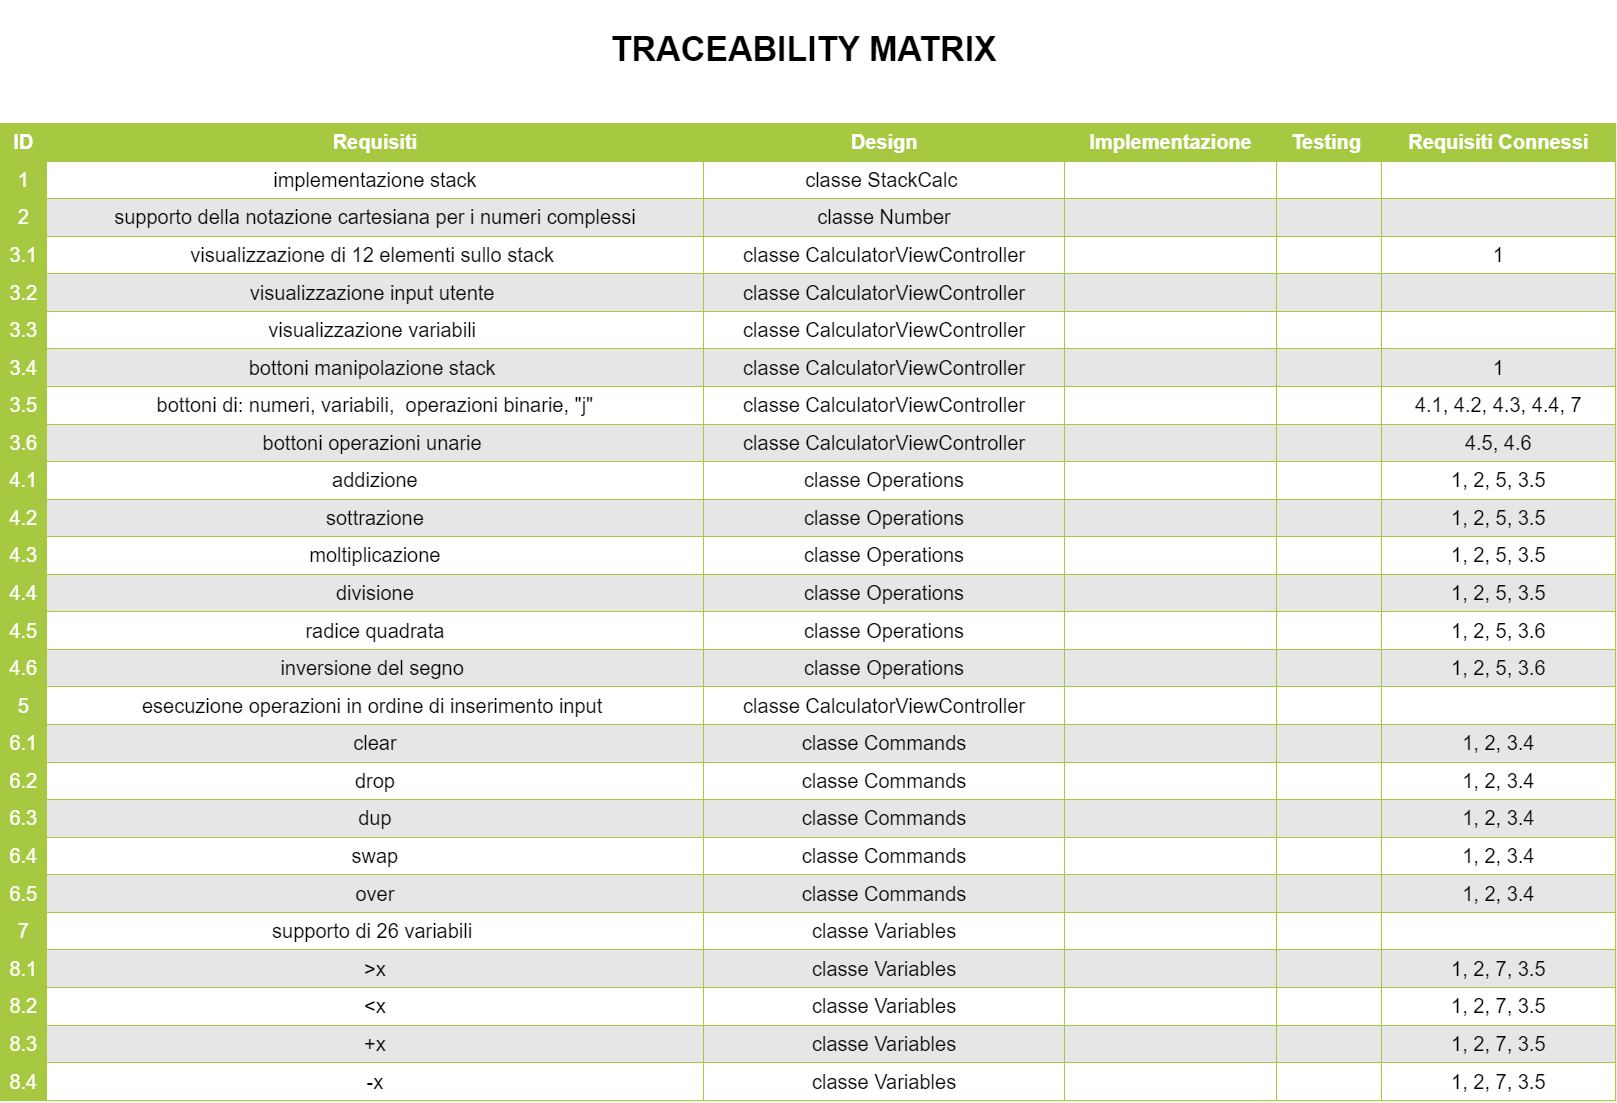 TRACEABILITY MATRIX
ID Requisiti Design Implementazione Testing Requisiti Connessi
1 implementazione stack classe StackCalc
2 supporto della notazione cartesiana per i numeri complessi classe Number
3.1 visualizzazione di 12 elementi sullo stack classe CalculatorViewController 1
3.2 visualizzazione input utente classe CalculatorViewController
3.3 visualizzazione variabili classe CalculatorViewController
3.4 bottoni manipolazione stack classe CalculatorViewController 1
3.5 bottoni di: numeri, variabili,  operazioni binarie, "j" classe CalculatorViewController 4.1, 4.2, 4.3, 4.4, 7
3.6 bottoni operazioni unarie classe CalculatorViewController 4.5, 4.6
4.1 addizione classe Operations 1, 2, 5, 3.5
4.2 sottrazione classe Operations 1, 2, 5, 3.5
4.3 moltiplicazione classe Operations 1, 2, 5, 3.5
4.4 divisione classe Operations 1, 2, 5, 3.5
4.5 radice quadrata classe Operations 1, 2, 5, 3.6
4.6 inversione del segno classe Operations 1, 2, 5, 3.6
5 esecuzione operazioni in ordine di inserimento input classe CalculatorViewController
6.1 clear classe Commands 1, 2, 3.4
6.2 drop classe Commands 1, 2, 3.4
6.3 dup classe Commands 1, 2, 3.4
6.4 swap classe Commands 1, 2, 3.4
6.5 over classe Commands 1, 2, 3.4
7 supporto di 26 variabili classe Variables
8.1 >x classe Variables 1, 2, 7, 3.5
8.2 <x classe Variables 1, 2, 7, 3.5
8.3 +x classe Variables 1, 2, 7, 3.5
8.4 -x classe Variables 1, 2, 7, 3.5